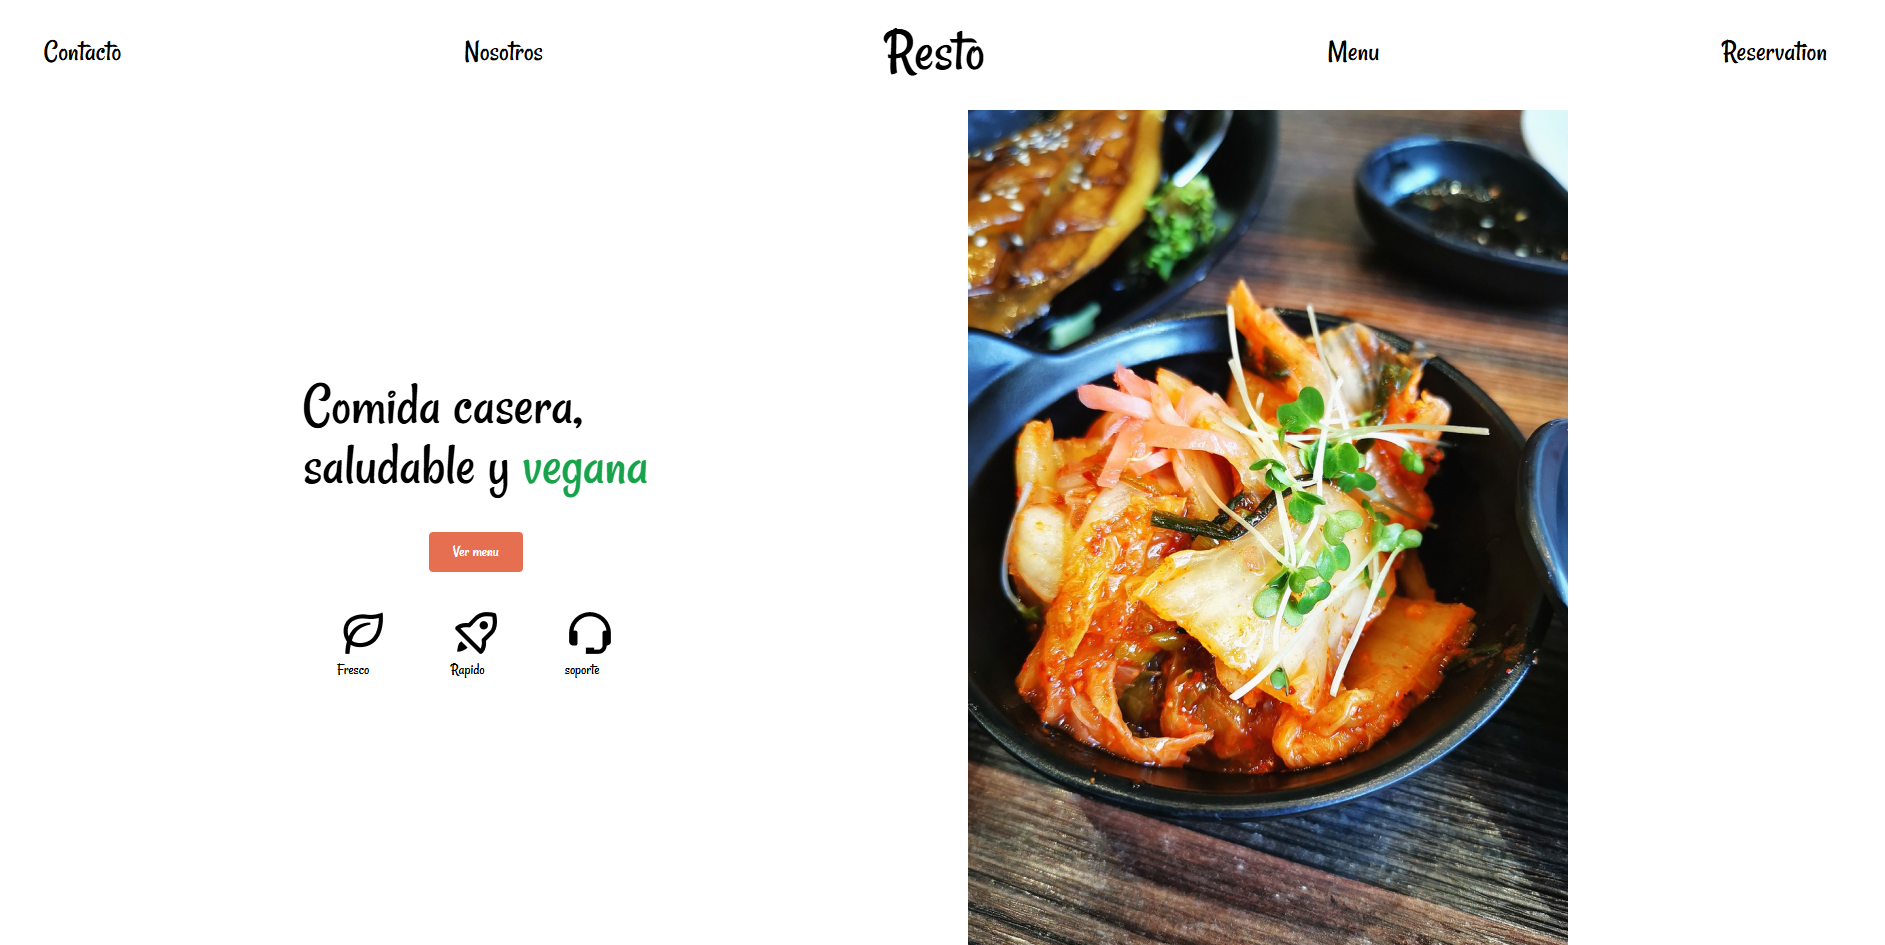 Contacto
Nosotros
Resto
Menu
Reservation
Comida casera,
saludable y vegana
Ver menu
Fresco
Rapido
soporte